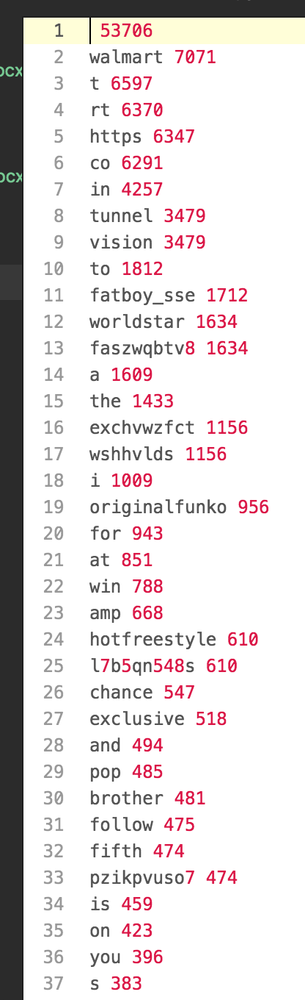 1 53706
2 walmart 7071
3 t 6597
4 rt 6370
5 https 6347
6 co 6291
7 in 4257
8 tunnel 3479
9 vision 3479
10 to 1812
11 fatboy_sse 1712
12 worldstar 1634
13 faszwqbtv8 1634
14 a 1609
15 the 1433
16 exchvwzfct 1156
17 wshhvlds 1156
18 i 1009
19 originalfunko 956
20 for 943
21 at 851
22 win 788
23 amp 668
24 hotfreestyle 610
25 l7b5qn548s 610
26 chance 547
27 exclusive 518
28 and 494
29 pop 485
30 brother 481
31 follow 475
32 fifth 474
33 pzikpvuso7 474
34 is 459
35 on 423
36 you 396
37 s 383